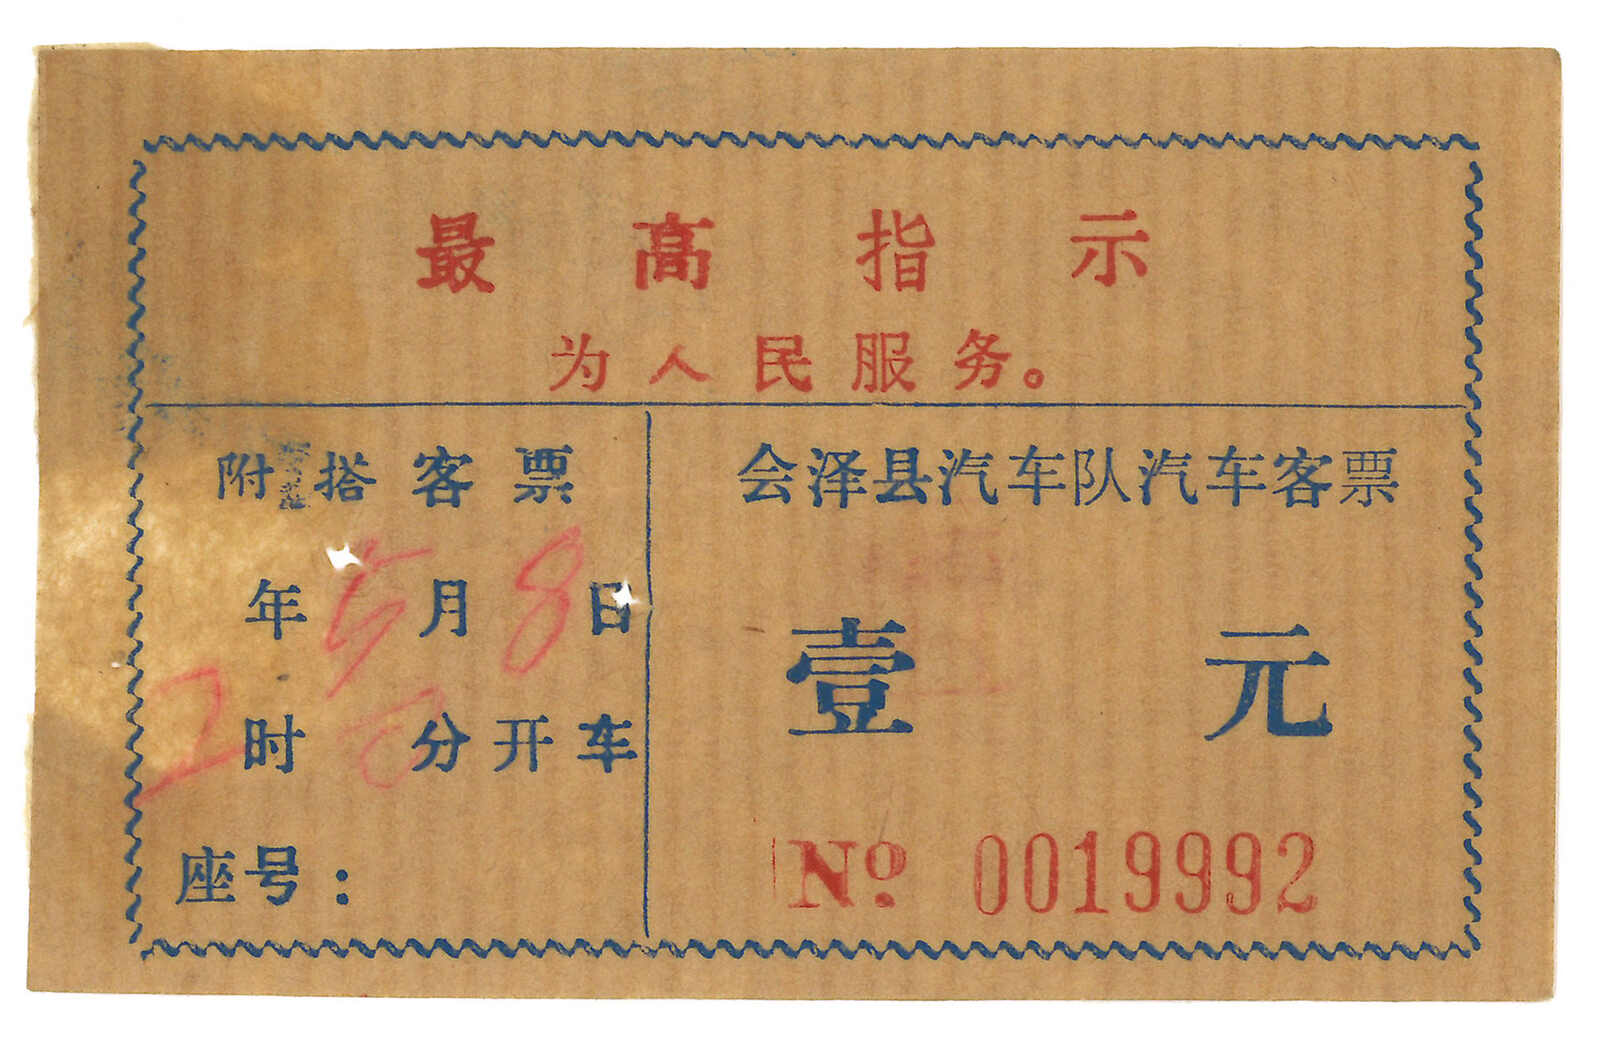 最高指示
为人民服务。
附搭客票
年5月8日
2时0分开车
座号：
会泽县汽车队汽车客票
壹元
№ 0019992